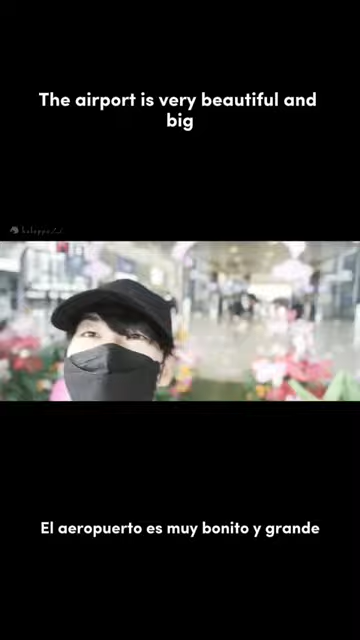 The airport is very beautiful and
big
El aeropuerto es muy bonito y grande